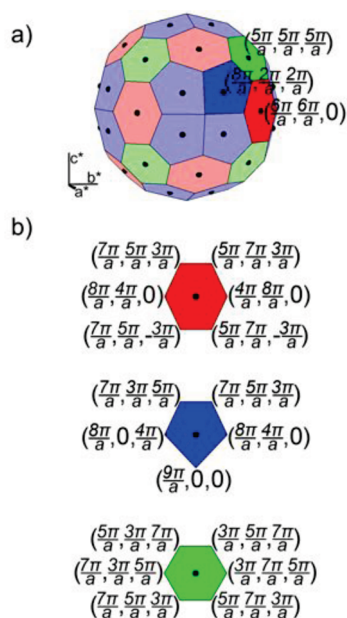 a)
(5π/a, 5π/a, 5π/a)
(8π/a, 2π/a, 2π/a)
(6π/a, 6π/a, 0)
c*
b*
a*
b)
(7π/a, 5π/a, 3π/a) (5π/a, 7π/a, 3π/a)
(8π/a, 4π/a, 0) (4π/a, 8π/a, 0)
(7π/a, 5π/a, -3π/a) (5π/a, 7π/a, -3π/a)
(7π/a, 3π/a, 5π/a) (7π/a, 5π/a, 3π/a)
(8π/a, 0, 4π/a) (8π/a, 4π/a, 0)
(9π/a, 0, 0)
(5π/a, 3π/a, 7π/a) (3π/a, 5π/a, 7π/a)
(7π/a, 3π/a, 5π/a) (3π/a, 7π/a, 5π/a)
(7π/a, 5π/a, 3π/a) (5π/a, 7π/a, 3π/a)